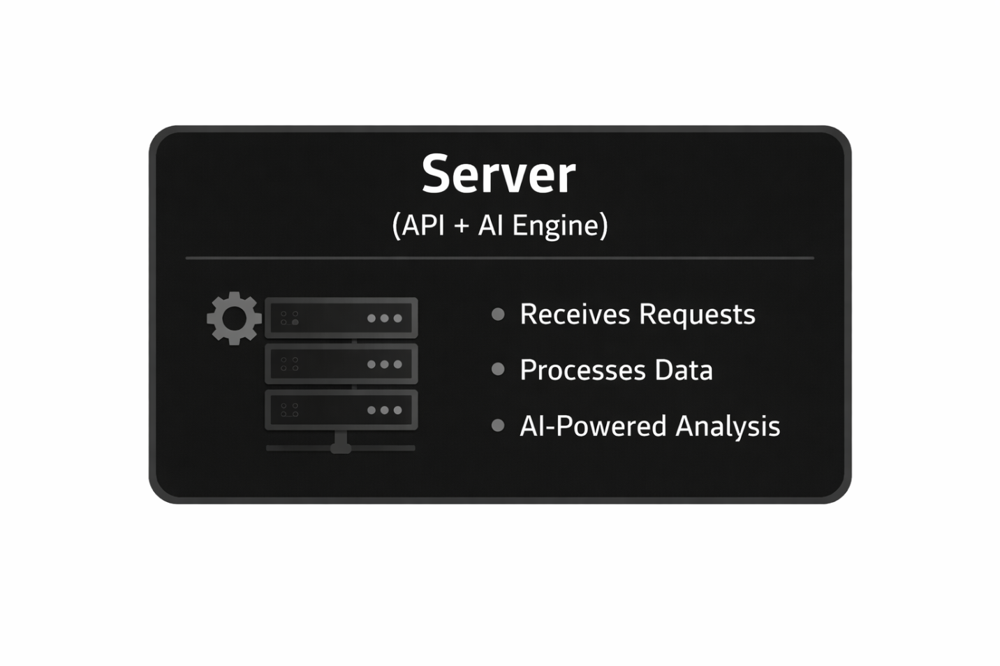 Server
(API + AI Engine)
Receives Requests
Processes Data
AI-Powered Analysis